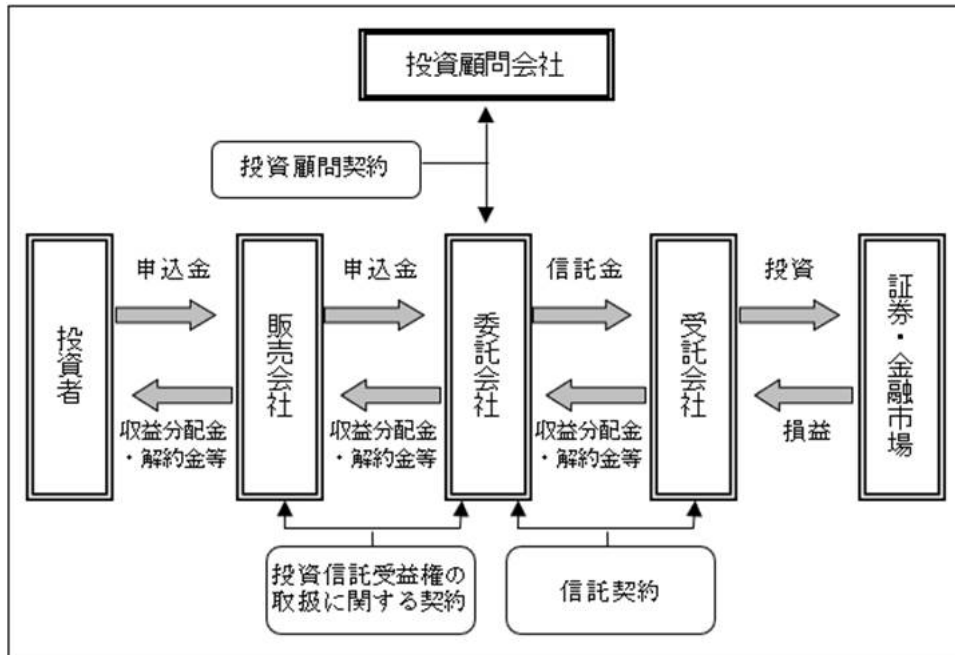 投資顧問会社
投資顧問契約
申込金
申込金
信託金
投資
投資者
販売会社
委託会社
受託会社
証券・金融市場
収益分配金
・解約金等
収益分配金
・解約金等
収益分配金
・解約金等
損益
投資信託受益権の
取扱に関する契約
信託契約